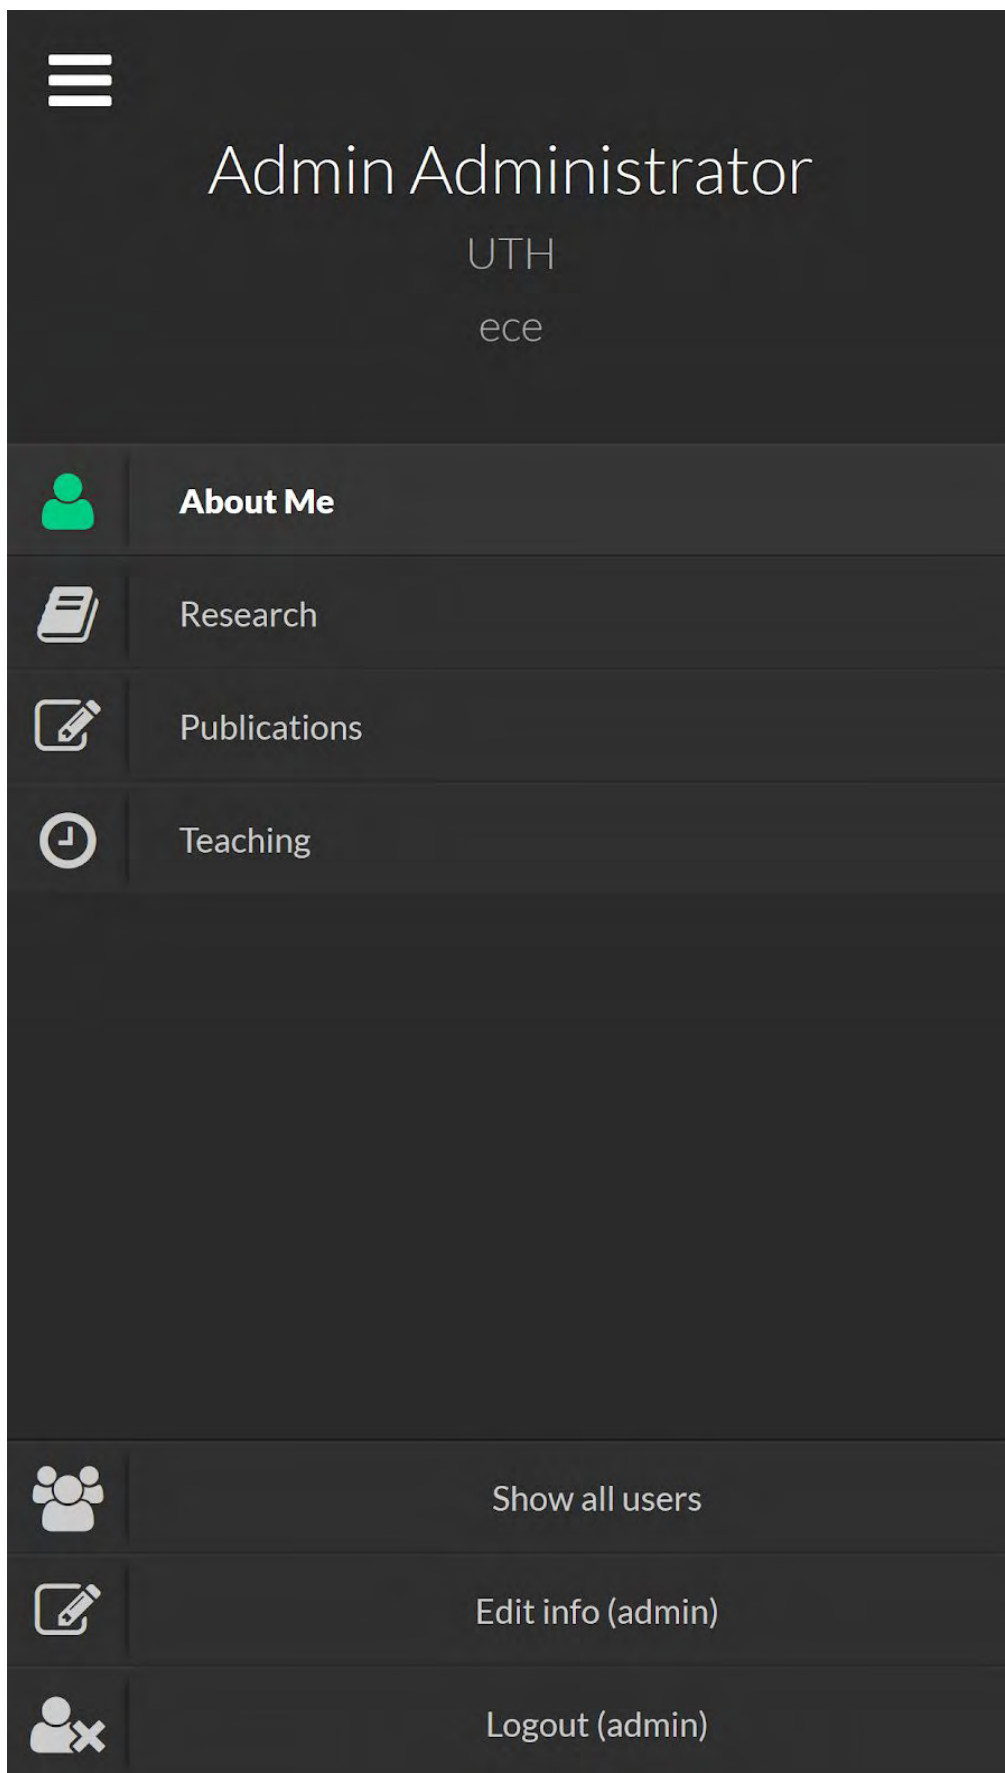 Admin Administrator
UTH
ece
About Me
Research
Publications
Teaching
Show all users
Edit info (admin)
Logout (admin)